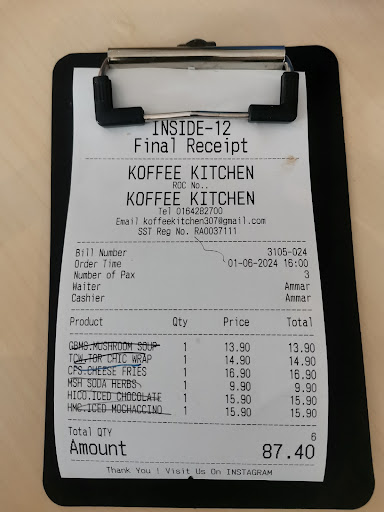 INSIDE-12
Final Receipt
KOFFEE KITCHEN
ROC No..
KOFFEE KITCHEN
Tel 0164282700
Email koffeekitchen307@gmail.com
SST Reg No. RA0037111
Bill Number 3105-024
Order Time 01-06-2024 16:00
Number of Pax 3
Waiter Ammar
Cashier Ammar
Product Qty Price Total
GBMS.MUSHROOM SOUP 1 13.90 13.90
TCW.TOR CHIC WRAP 1 14.90 14.90
CFS.CHEESE FRIES 1 16.90 16.90
MSH SODA HERBS 1 9.90 9.90
HICO.ICED CHOCOLATE 1 15.90 15.90
HMC.ICED MOCHACCINO 1 15.90 15.90
Total QTY 6
Amount 87.40
Thank You ! Visit Us On INSTAGRAM